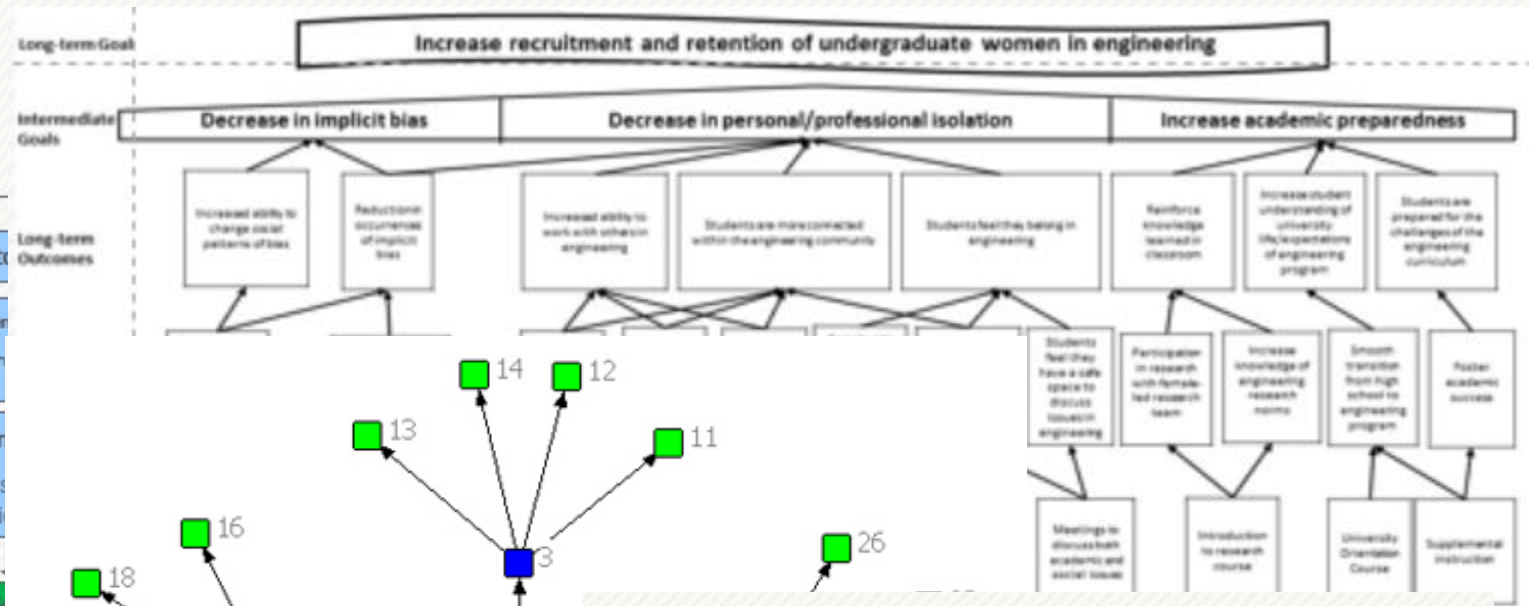 Long-term Goal
Increase recruitment and retention of undergraduate women in engineering
Intermediate
Goals
Decrease in implicit bias
Decrease in personal/professional isolation
Increase academic preparedness
Long-term
Outcomes
Increased ability to
change social
patterns of bias
Reduction in
occurrences
of implicit
bias
Increased ability to
work with others in
engineering
Students are more connected
within the engineering community
Students feel they belong in
engineering
Reinforce
knowledge
learned in
classroom
Increase student
understanding of
university
life/expectations
of engineering
program
Students are
prepared for the
challenges of the
engineering
curriculum
Students
feel they
have a safe
space to
discuss
issues in
engineering
Participation
in research
with female-
led research
team
Increase
knowledge of
engineering
research
norms
Smooth
transition
from high
school to
engineering
program
Foster
academic
success
Meetings to
discuss both
academic and
social issues
Introduction
to research
course
University
Orientation
Course
Supplemental
instruction
14
12
13
11
16
3
26
18